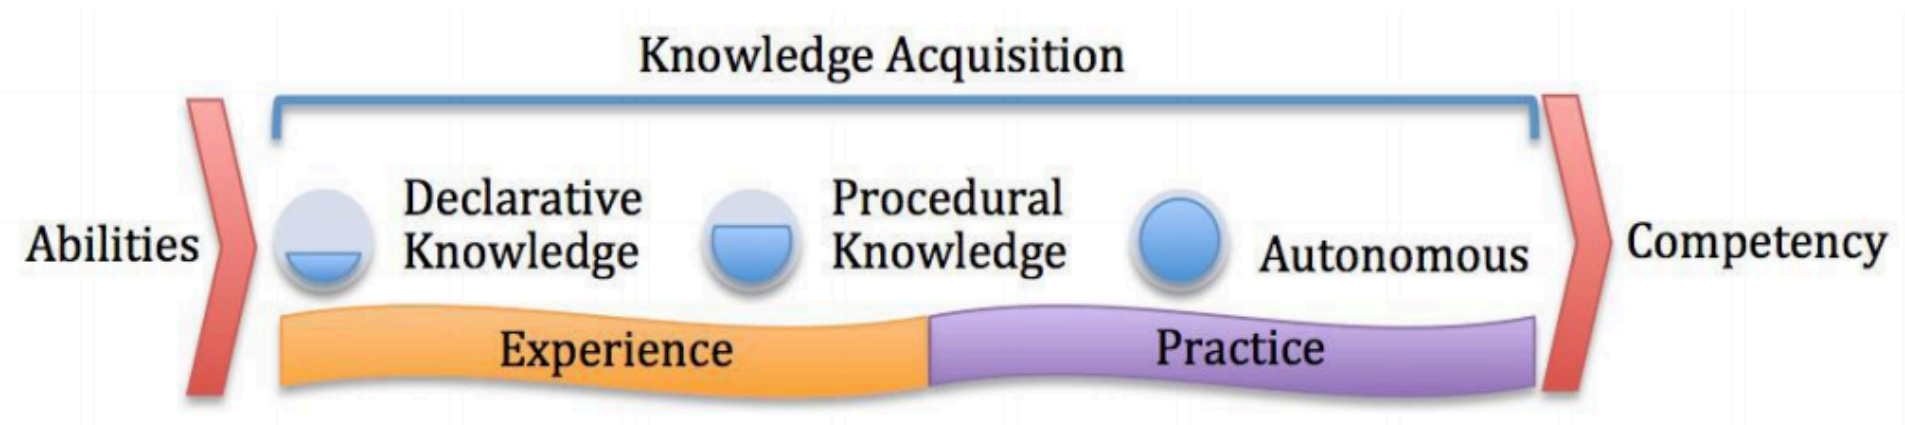 Knowledge Acquisition
Abilities
Declarative
Knowledge
Procedural
Knowledge
Autonomous
Competency
Experience
Practice